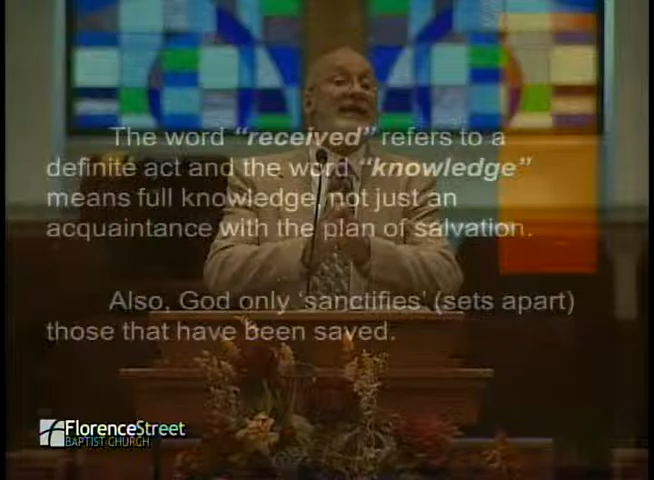 The word “received” refers to a
definite act and the word “knowledge”
means full knowledge, not just an
acquaintance with the plan of salvation.
Also, God only ‘sanctifies’ (sets apart)
those that have been saved.
FlorenceStreet
BAPTIST CHURCH